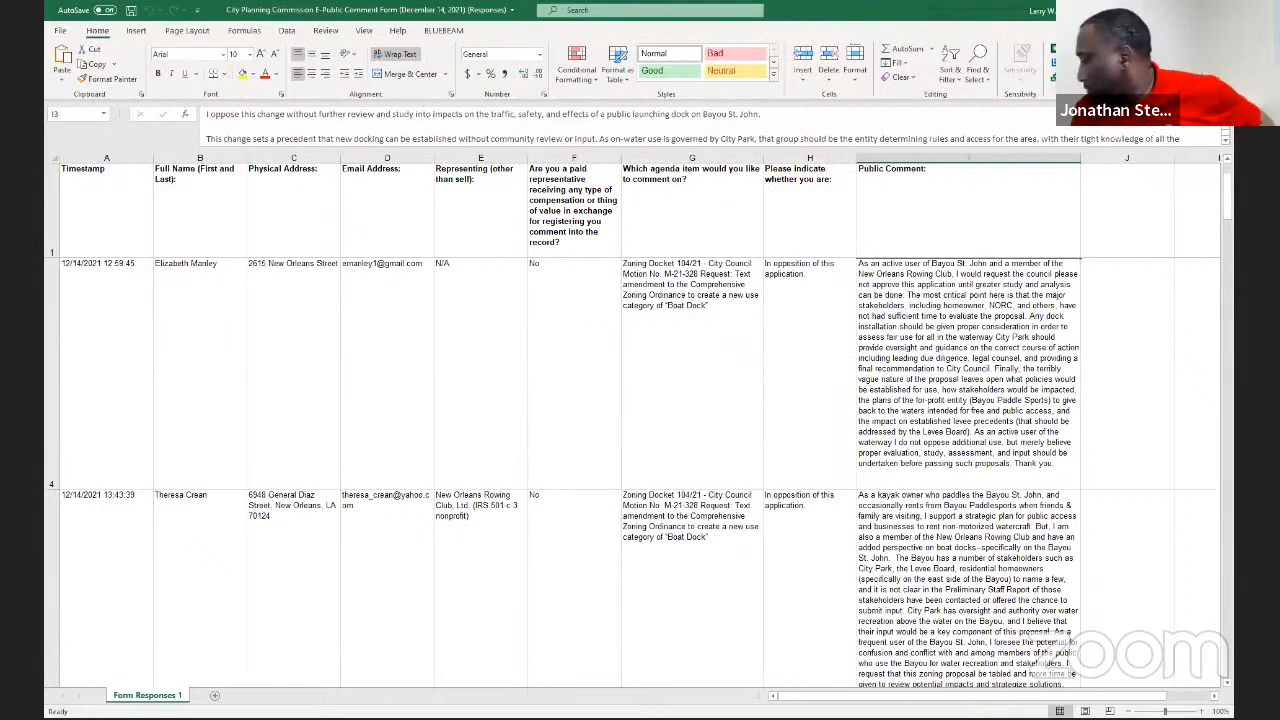 AutoSave Off
City Planning Commission E-Public Comment Form (December 14, 2021) (Responses)
Search
Larry W
File Home Insert Page Layout Formulas Data Review View Help BLUEBEAM
Paste
Cut
Copy
Format Painter
Clipboard
Arial 10
B I U
Font
Wrap Text
Merge & Center
Alignment
General
Number
Conditional Formatting
Format as Table
Normal Bad
Good Neutral
Styles
Insert Delete Format
Cells
AutoSum
Fill
Clear
Sort & Filter
Find & Select
Editing
Sensitivity
Sensitivity
Jonathan Ste...
I3
I oppose this change without further review and study into impacts on the traffic, safety, and effects of a public launching dock on Bayou St. John.
This change sets a precedent that new docking can be established without community review or input. As on-water use is governed by City Park, that group should be the entity determining rules and access for the area, with their tight knowledge of all the
A B C D E F G H I J
1
Timestamp
Full Name (First and
Last):
Physical Address:
Email Address:
Representing (other
than self):
Are you a paid
representative
receiving any type of
compensation or thing
of value in exchange
for registering you
comment into the
record?
Which agenda item would you like
to comment on?
Please indicate
whether you are:
Public Comment:
4
12/14/2021 12:59:45
Elizabeth Manley
2615 New Orleans Street
emanley1@gmail.com
N/A
No
Zoning Docket 104/21 - City Council
Motion No. M-21-328 Request: Text
amendment to the Comprehensive
Zoning Ordinance to create a new use
category of “Boat Dock”
In opposition of this
application.
As an active user of Bayou St. John and a member of the
New Orleans Rowing Club, I would request the council please
not approve this application until greater study and analysis
can be done. The most critical point here is that the major
stakeholders, including homeowner, NORC, and others, have
not had sufficient time to evaluate the proposal. Any dock
installation should be given proper consideration in order to
assess fair use for all in the waterway City Park should
provide oversight and guidance on the correct course of action
including leading due diligence, legal counsel, and providing a
final recommendation to City Council. Finally, the terribly
vague nature of the proposal leaves open what policies would
be established for use, how stakeholders would be impacted,
the plans of the for-profit entity (Bayou Paddle Sports) to give
back to the waters intended for free and public access, and
the impact on established levee precedents (that should be
addressed by the Levee Board). As an active user of the
waterway I do not oppose additional use, but merely believe
proper evaluation, study, assessment, and input should be
undertaken before passing such proposals. Thank you.
12/14/2021 13:43:39
Theresa Crean
6948 General Diaz
Street, New Orleans, LA
70124
theresa_crean@yahoo.c
om
New Orleans Rowing
Club, Ltd. (IRS 501-c-3
nonprofit)
No
Zoning Docket 104/21 - City Council
Motion No. M-21-328 Request: Text
amendment to the Comprehensive
Zoning Ordinance to create a new use
category of “Boat Dock”
In opposition of this
application.
As a kayak owner who paddles the Bayou St. John, and
occasionally rents from Bayou Paddlesports when friends &
family are visiting, I support a strategic plan for public access
and businesses to rent non-motorized watercraft. But, I am
also a member of the New Orleans Rowing Club and have an
added perspective on boat docks--specifically on the Bayou
St. John. The Bayou has a number of stakeholders such as
City Park, the Levee Board, residential homeowners
(specifically on the east side of the Bayou) to name a few,
and it is not clear in the Preliminary Staff Report of those
stakeholders have been contacted or offered the chance to
submit input. City Park has oversight and authority over water
recreation above the water on the Bayou, and I believe that
their input would be a key component of this proposal. As a
frequent user of the Bayou St. John, I foresee the potential for
confusion and conflict with and among members of the public
who use the Bayou for water recreation and stakeholders. I
request that this zoning proposal be tabled and more time be
given to review potential impacts and strategize solutions.
zoom
Form Responses 1
Ready
100%